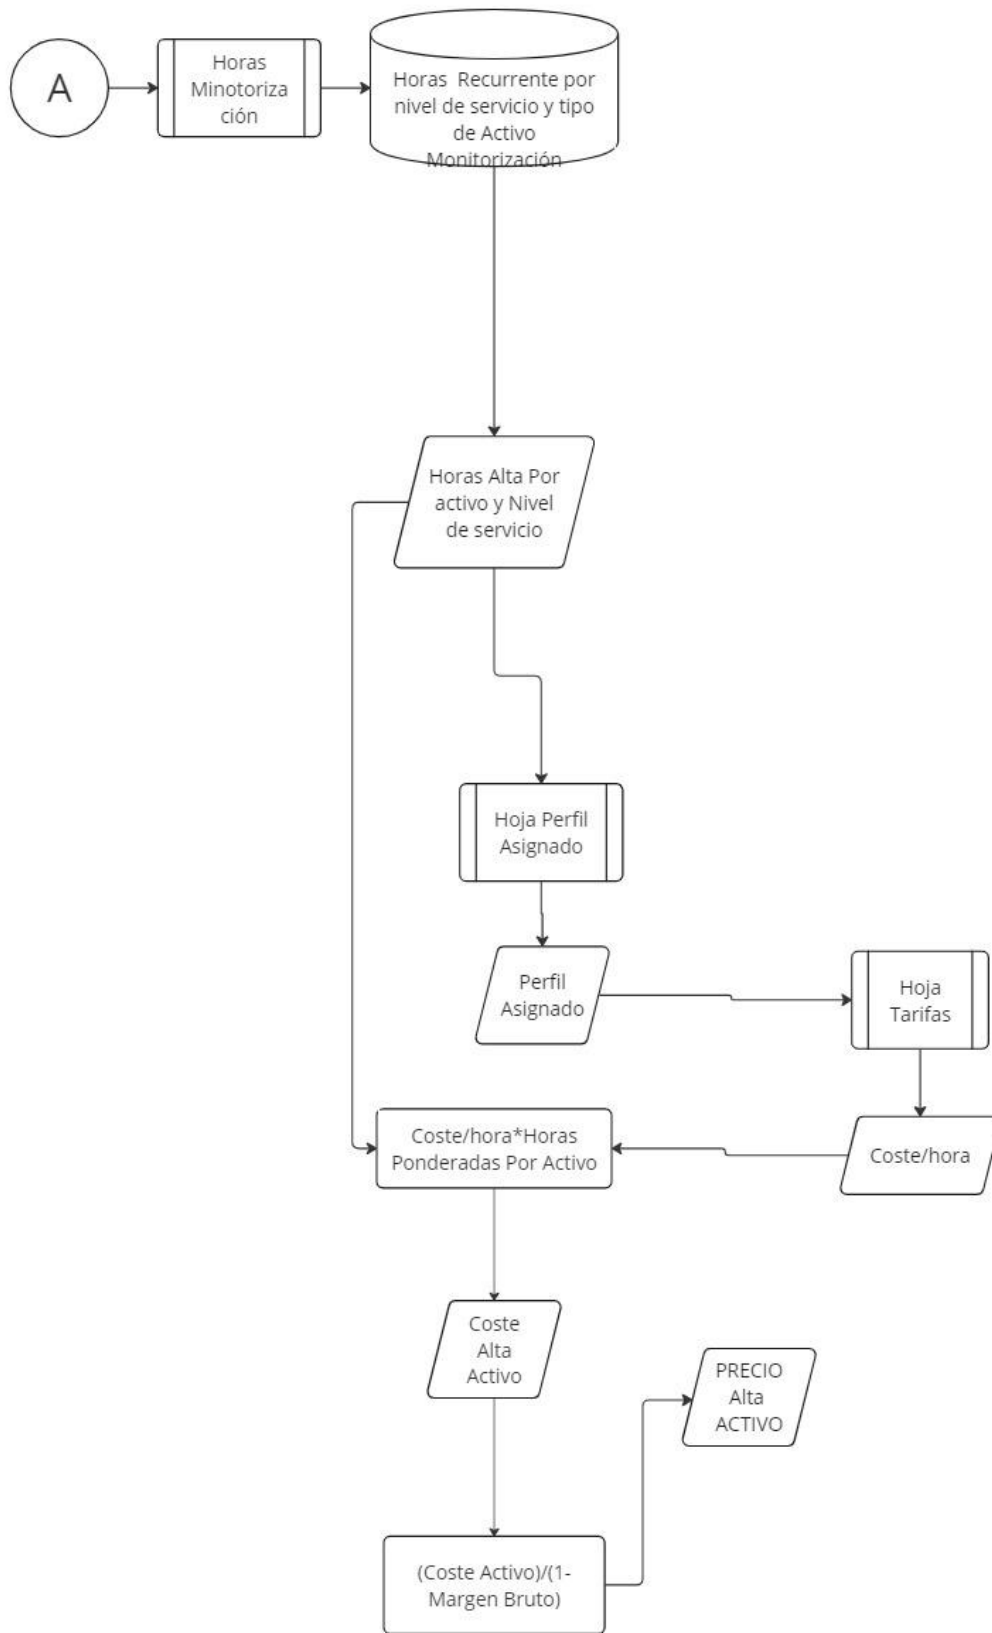 A
Horas
Minotoriza
ción
Horas Recurrente por
nivel de servicio y tipo
de Activo
Monitorización
Horas Alta Por
activo y Nivel
de servicio
Hoja Perfil
Asignado
Perfil
Asignado
Hoja
Tarifas
Coste/hora*Horas
Ponderadas Por Activo
Coste/hora
Coste
Alta
Activo
PRECIO
Alta
ACTIVO
(Coste Activo)/(1-
Margen Bruto)